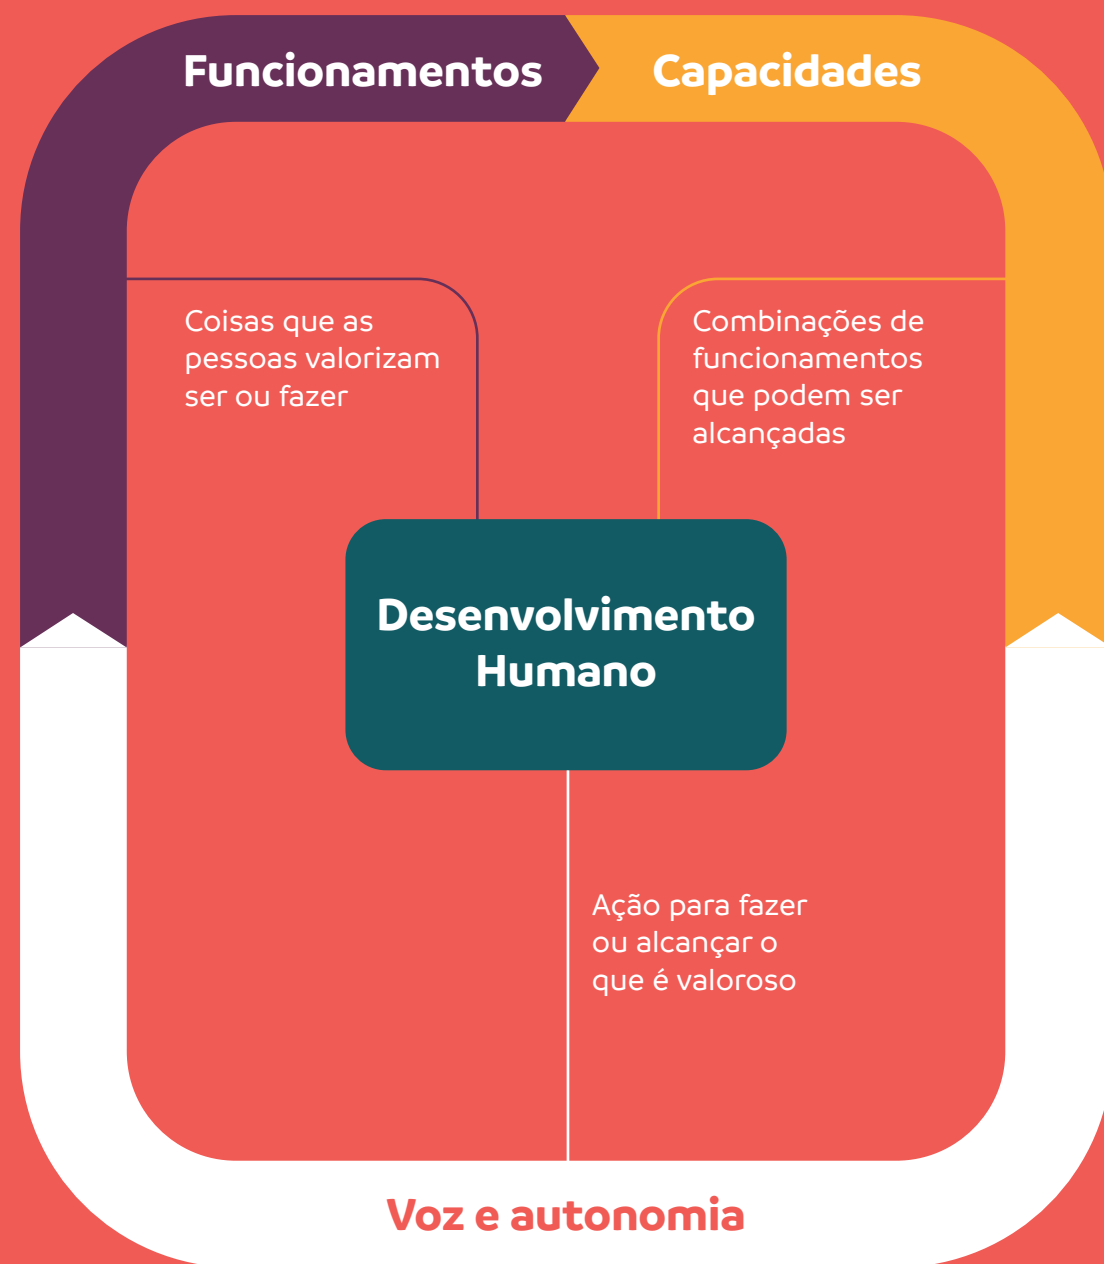 Funcionamentos
Capacidades
Coisas que as
pessoas valorizam
ser ou fazer
Combinações de
funcionamentos
que podem ser
alcançadas
Desenvolvimento
Humano
Ação para fazer
ou alcançar o
que é valoroso
Voz e autonomia